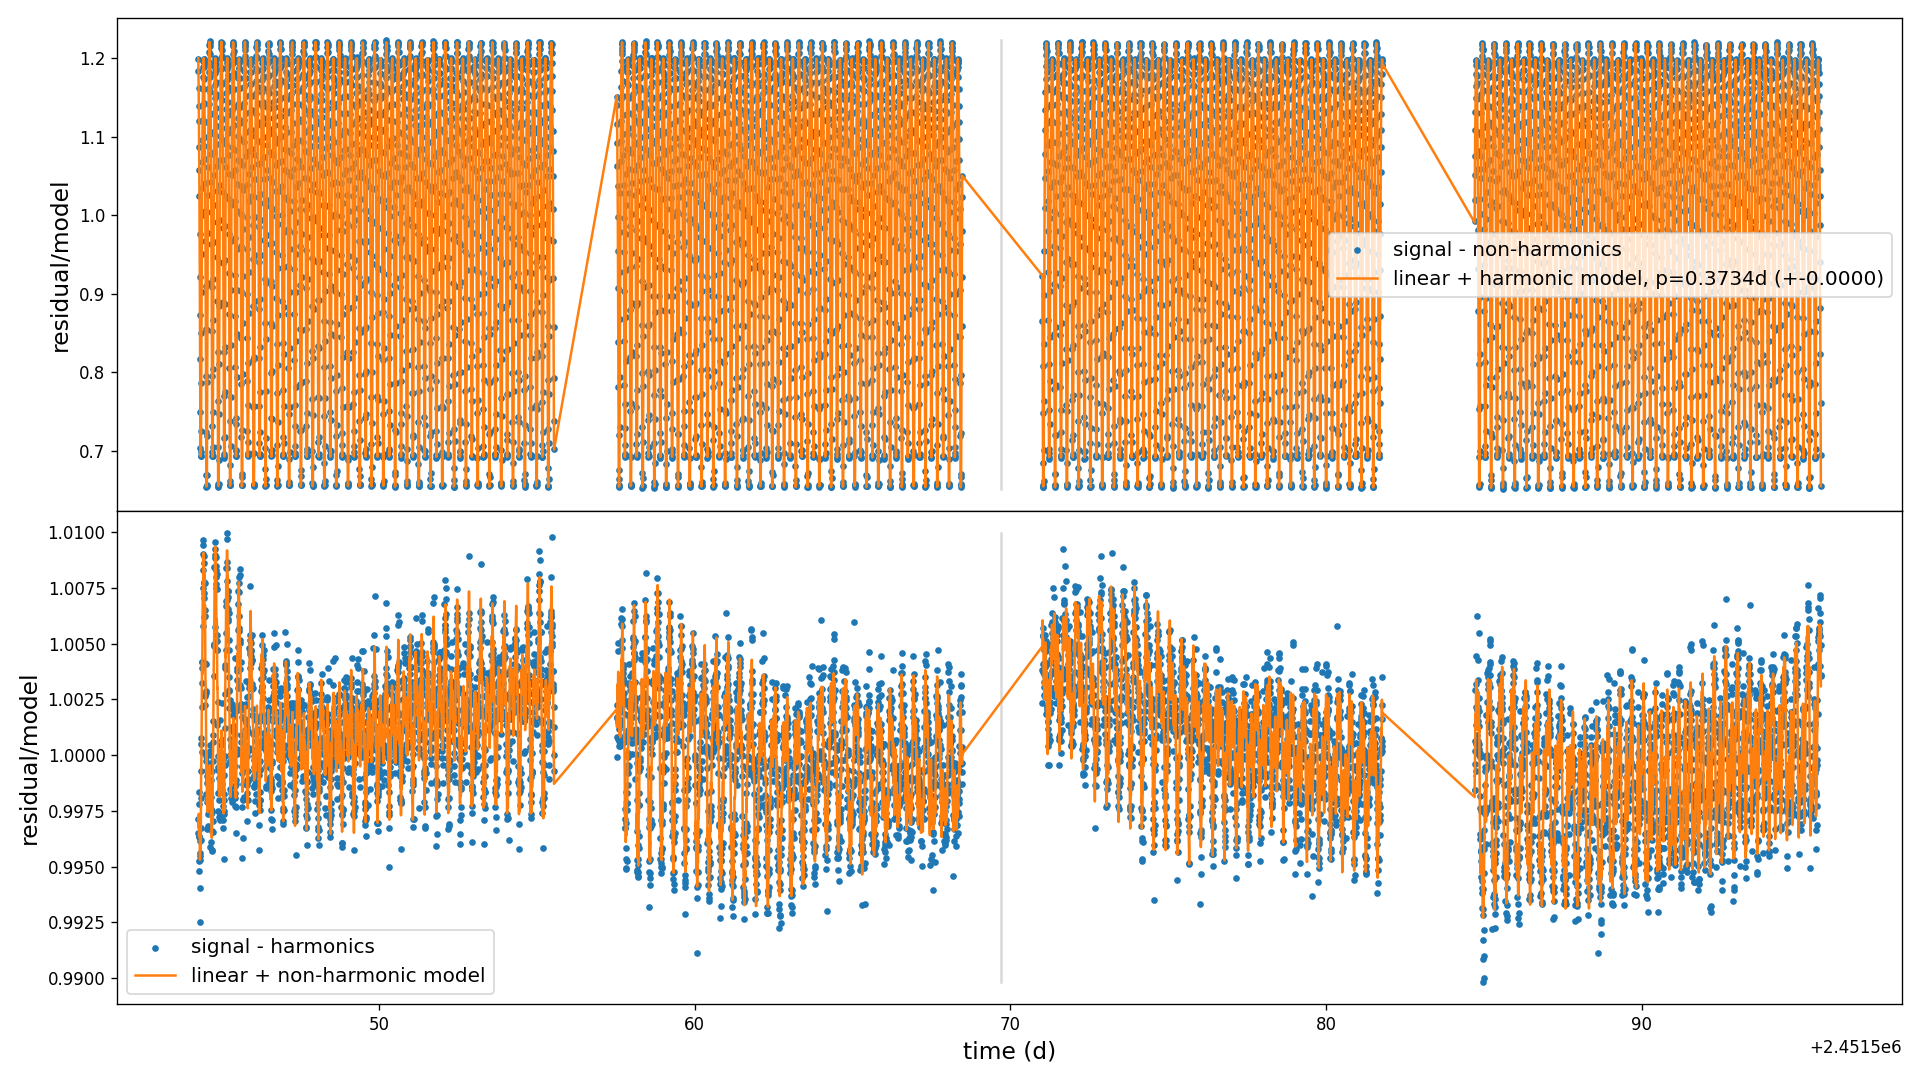 1.2
1.1
1.0
0.9
0.8
0.7
residual/model
signal - non-harmonics
linear + harmonic model, p=0.3734d (+-0.0000)
1.0100
1.0075
1.0050
1.0025
1.0000
0.9975
0.9950
0.9925
0.9900
residual/model
signal - harmonics
linear + non-harmonic model
50
60
70
80
90
time (d)
+2.4515e6